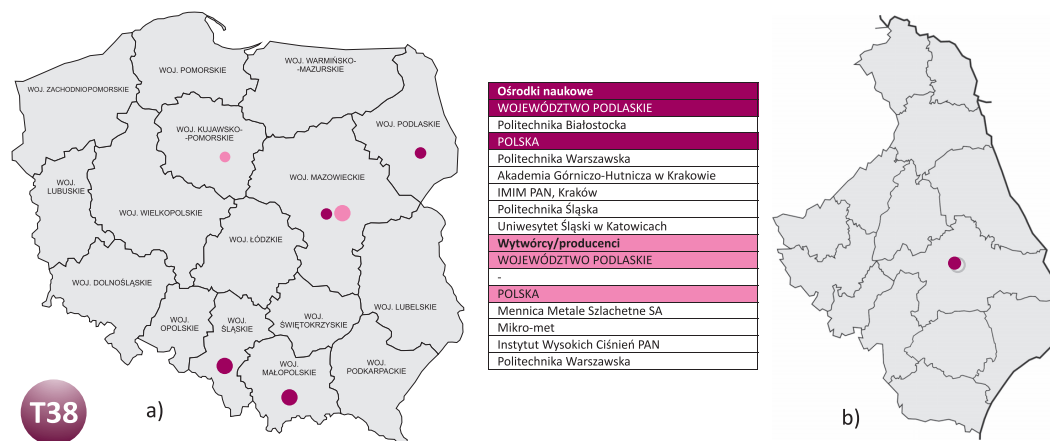 WOJ. ZACHODNIOPOMORSKIE
WOJ. POMORSKIE
WOJ. WARMIŃSKO-
-MAZURSKIE
WOJ. KUJAWSKO-
-POMORSKIE
WOJ. PODLASKIE
WOJ.
LUBUSKIE
WOJ. WIELKOPOLSKIE
WOJ. MAZOWIECKIE
WOJ. ŁÓDZKIE
WOJ. DOLNOŚLĄSKIE
WOJ.
OPOLSKIE
WOJ.
ŚLĄSKIE
WOJ.
ŚWIĘTOKRZYSKIE
WOJ. LUBELSKIE
WOJ.
MAŁOPOLSKIE
WOJ.
PODKARPACKIE
T38
a)
Ośrodki naukowe
WOJEWÓDZTWO PODLASKIE
Politechnika Białostocka
POLSKA
Politechnika Warszawska
Akademia Górniczo-Hutnicza w Krakowie
IMIM PAN, Kraków
Politechnika Śląska
Uniwesytet Śląski w Katowicach
Wytwórcy/producenci
WOJEWÓDZTWO PODLASKIE
-
POLSKA
Mennica Metale Szlachetne SA
Mikro-met
Instytut Wysokich Ciśnień PAN
Politechnika Warszawska
b)